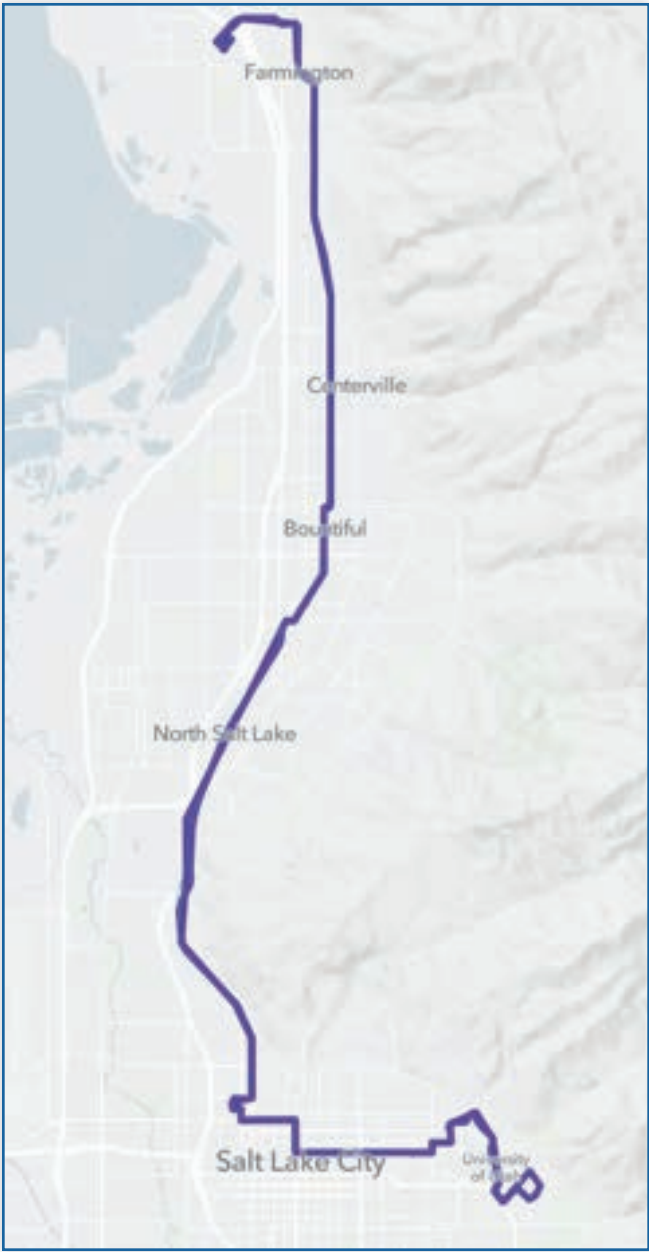 Farmington
Centerville
Bountiful
North Salt Lake
Salt Lake City
University
of Utah